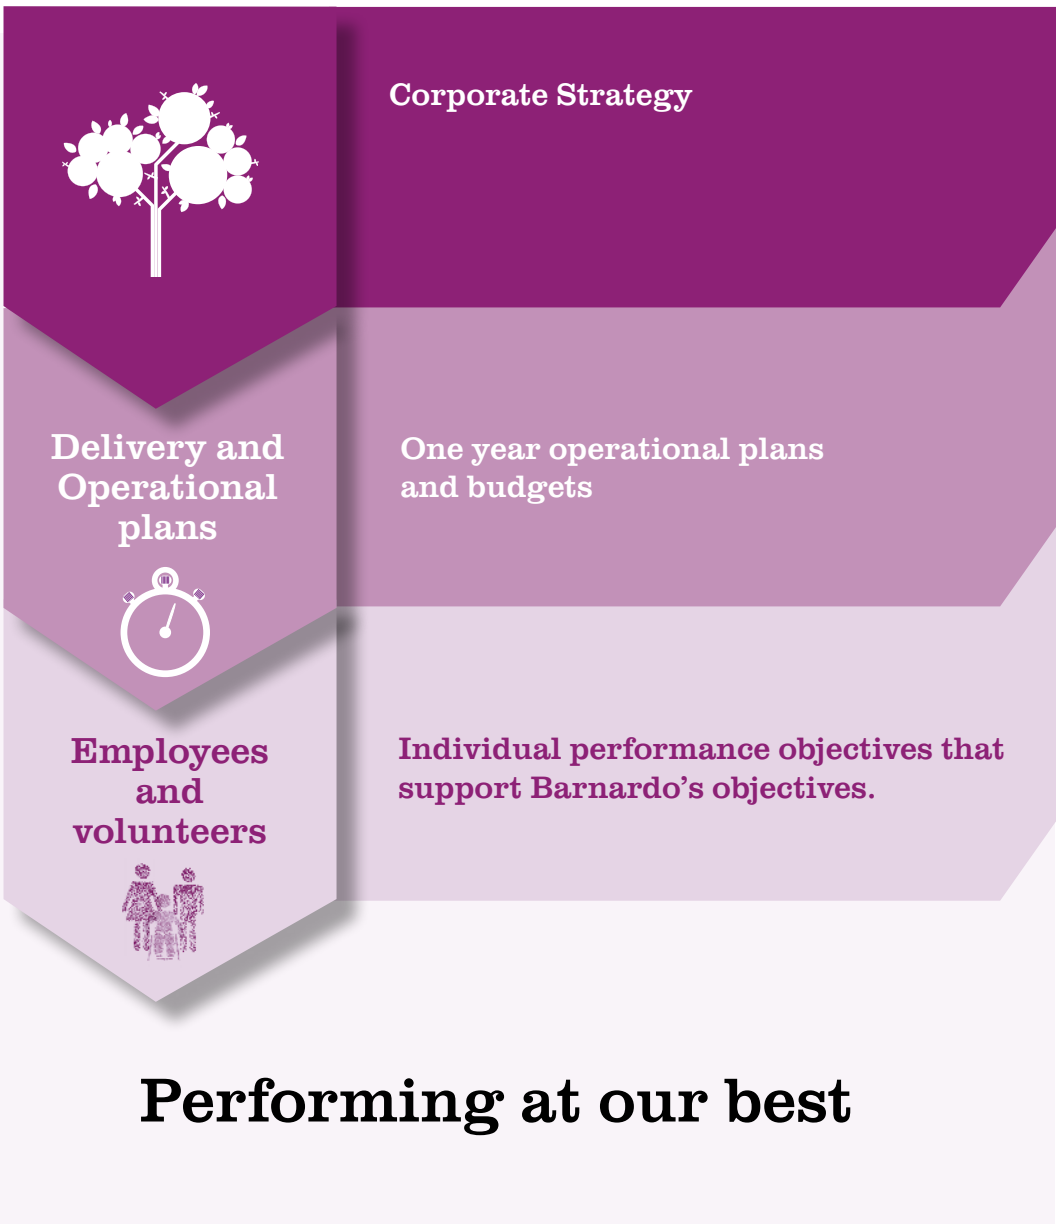 Corporate Strategy
Delivery and
Operational
plans
One year operational plans
and budgets
Employees
and
volunteers
Individual performance objectives that
support Barnardo’s objectives.
Performing at our best